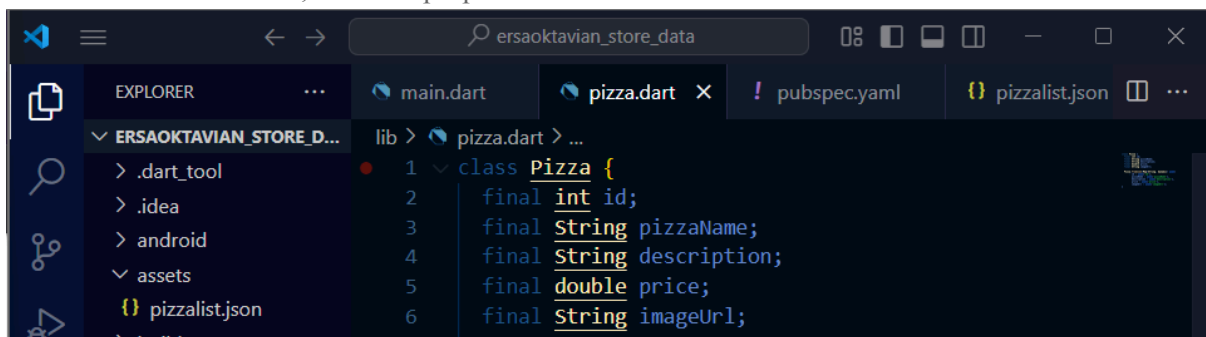 ersaoktavian_store_data
EXPLORER
main.dart
pizza.dart
! pubspec.yaml
{} pizzalist.json
ERSAOKTAVIAN_STORE_D...
lib > pizza.dart > ...
> .dart_tool
> .idea
> android
assets
{} pizzalist.json
1 class Pizza {
2 final int id;
3 final String pizzaName;
4 final String description;
5 final double price;
6 final String imageUrl;